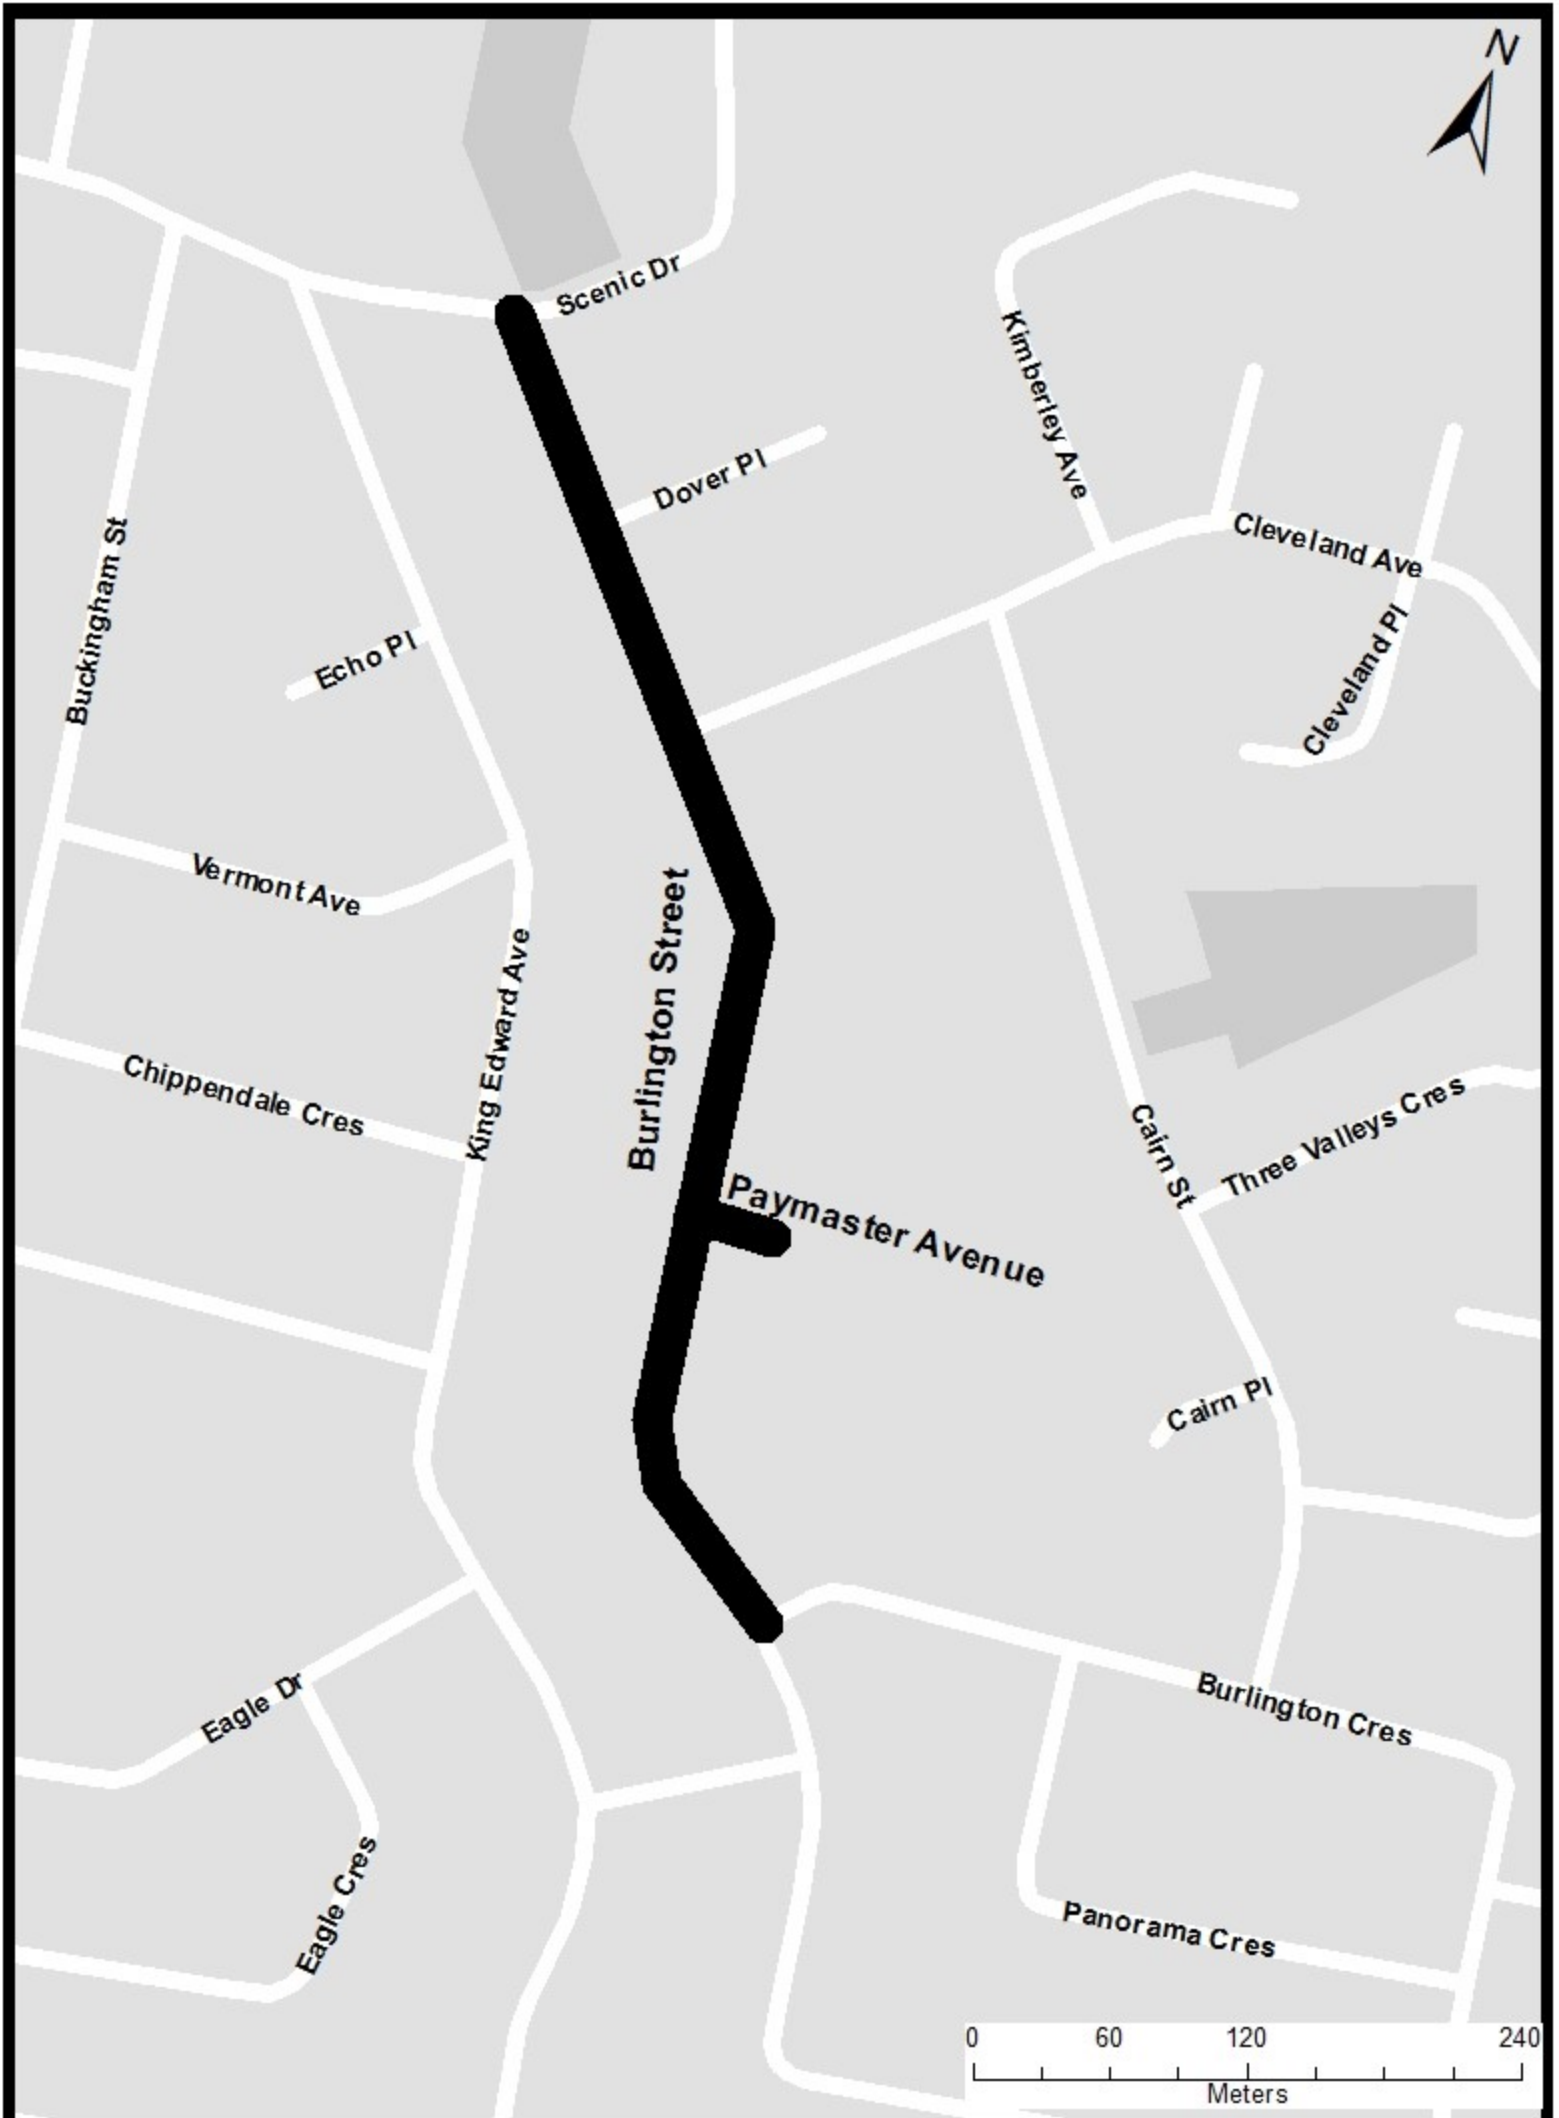 N
Scenic Dr
Kimberley Ave
Dover Pl
Cleveland Ave
Buckingham St
Echo Pl
Cleveland Pl
Vermont Ave
Burlington Street
King Edward Ave
Chippendale Cres
Three Valleys Cres
Cairn St
Paymaster Avenue
Cairn Pl
Eagle Dr
Burlington Cres
Eagle Cres
Panorama Cres
0 60 120 240
Meters